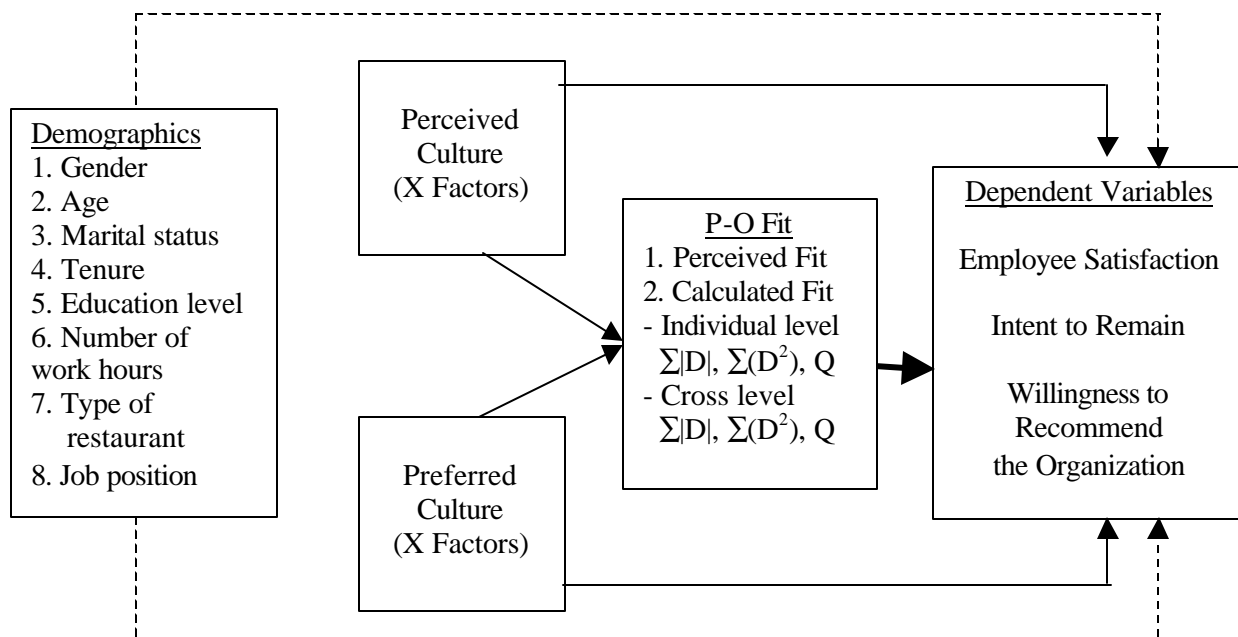 Demographics
1. Gender
2. Age
3. Marital status
4. Tenure
5. Education level
6. Number of
work hours
7. Type of
restaurant
8. Job position
Perceived
Culture
(X Factors)
Preferred
Culture
(X Factors)
P-O Fit
1. Perceived Fit
2. Calculated Fit
- Individual level
∑|D|, ∑(D²), Q
- Cross level
∑|D|, ∑(D²), Q
Dependent Variables
Employee Satisfaction
Intent to Remain
Willingness to
Recommend
the Organization